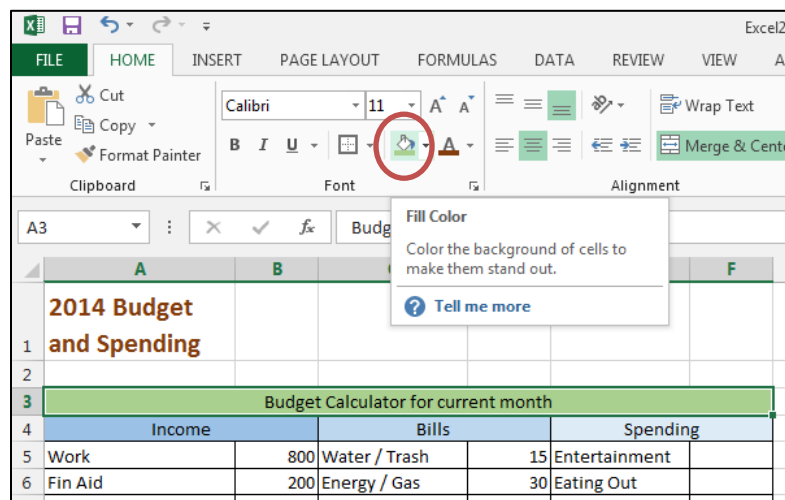 Excel2
FILE HOME INSERT PAGE LAYOUT FORMULAS DATA REVIEW VIEW A
Cut
Copy
Paste
Format Painter
Clipboard
Calibri 11 A A
B I U A
Font
Wrap Text
Merge & Cente
Alignment
A3 fx Budg
Fill Color
Color the background of cells to
make them stand out.
? Tell me more
A B F
1 2014 Budget
and Spending
2
3 Budget Calculator for current month
4 Income Bills Spending
5 Work 800 Water / Trash 15 Entertainment
6 Fin Aid 200 Energy / Gas 30 Eating Out